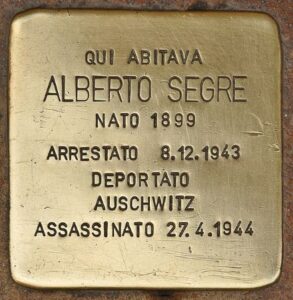 QUI ABITAVA
ALBERTO SEGRE
NATO 1899
ARRESTATO 8.12.1943
DEPORTATO
AUSCHWITZ
ASSASSINATO 27.4.1944